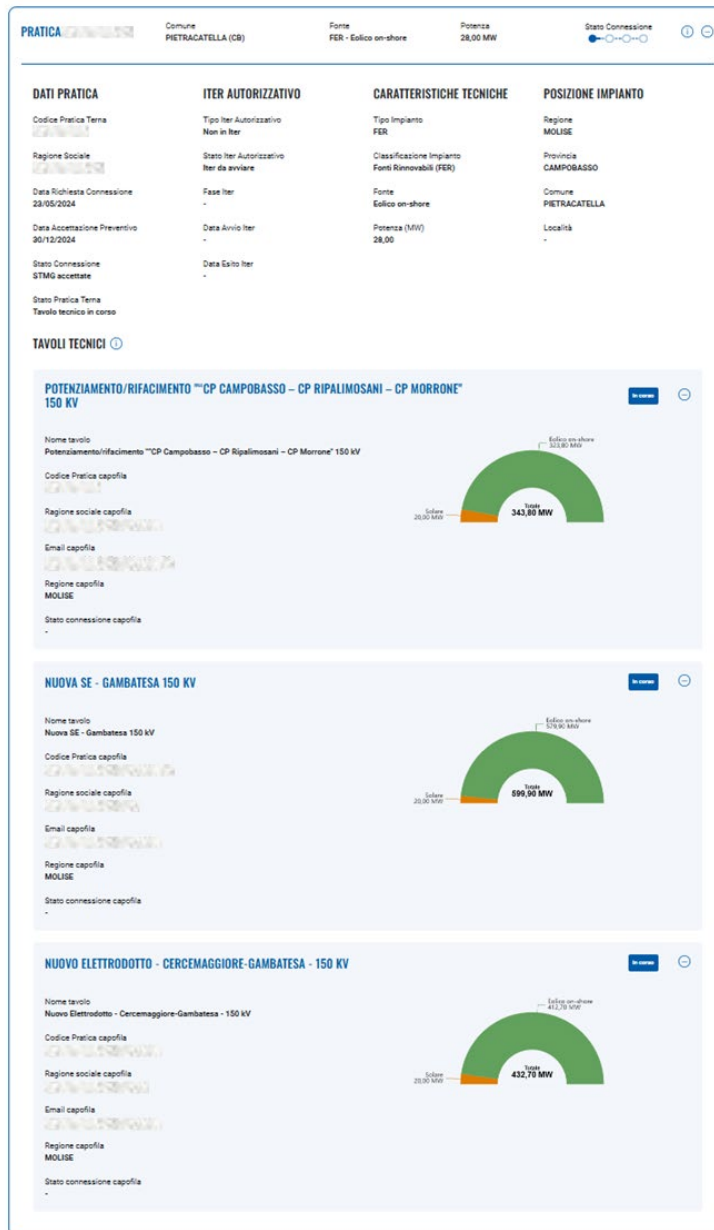 PRATICA
Comune
PIETRACATELLA (CB)
Fonte
FER - Eolico on-shore
Potenza
28,00 MW
Stato Connessione
DATI PRATICA
Codice Pratica Terna
Ragione Sociale
Data Richiesta Connessione
23/05/2024
Data Accettazione Preventivo
30/12/2024
Stato Connessione
STMG accettate
Stato Pratica Terna
Tavolo tecnico in corso
ITER AUTORIZZATIVO
Tipo Iter Autorizzativo
Non in Iter
Stato Iter Autorizzativo
Iter da avviare
Fase Iter
-
Data Avvio Iter
-
Data Esito Iter
-
CARATTERISTICHE TECNICHE
Tipo Impianto
FER
Classificazione Impianto
Fonti Rinnovabili (FER)
Fonte
Eolico on-shore
Potenza (MW)
28,00
POSIZIONE IMPIANTO
Regione
MOLISE
Provincia
CAMPOBASSO
Comune
PIETRACATELLA
Località
-
TAVOLI TECNICI
POTENZIAMENTO/RIFACIMENTO ""CP CAMPOBASSO – CP RIPALIMOSANI – CP MORRONE"
150 KV
In corso
Nome tavolo
Potenziamento/rifacimento ""CP Campobasso – CP Ripalimosani – CP Morrone" 150 kV
Codice Pratica capofila
Ragione sociale capofila
Email capofila
Regione capofila
MOLISE
Stato connessione capofila
-
Eolico on-shore
323,80 MW
Solare
20,00 MW
Totale
343,80 MW
NUOVA SE - GAMBATESA 150 KV
In corso
Nome tavolo
Nuova SE - Gambatesa 150 kV
Codice Pratica capofila
Ragione sociale capofila
Email capofila
Regione capofila
MOLISE
Stato connessione capofila
-
Eolico on-shore
579,90 MW
Solare
20,00 MW
Totale
599,90 MW
NUOVO ELETTRODOTTO - CERCEMAGGIORE-GAMBATESA - 150 KV
In corso
Nome tavolo
Nuovo Elettrodotto - Cercemaggiore-Gambatesa - 150 kV
Codice Pratica capofila
Ragione sociale capofila
Email capofila
Regione capofila
MOLISE
Stato connessione capofila
-
Eolico on-shore
412,70 MW
Solare
20,00 MW
Totale
432,70 MW